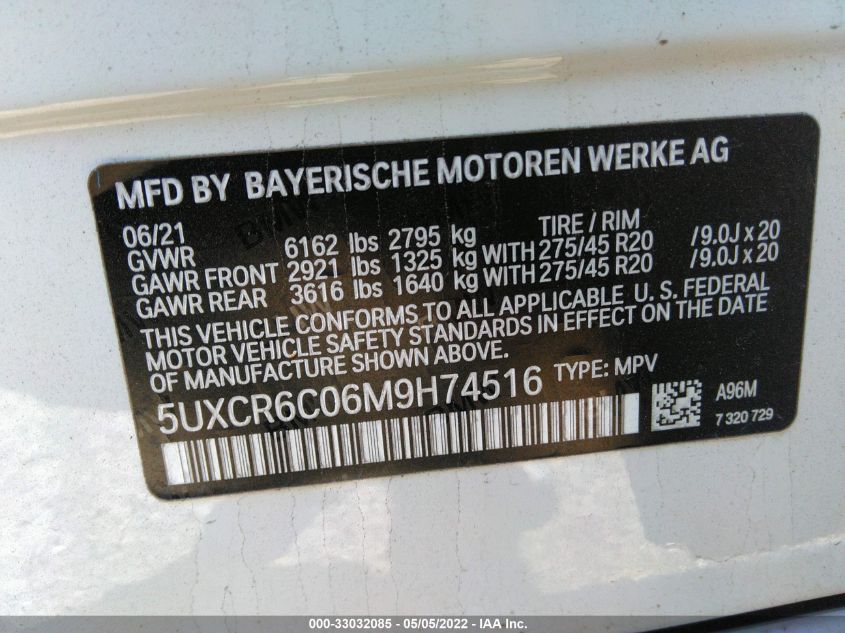 MFD BY BAYERISCHE MOTOREN WERKE AG
06/21 TIRE / RIM
GVWR 6162 lbs 2795 kg
GAWR FRONT 2921 lbs 1325 kg WITH 275/45 R20 /9.0J x 20
GAWR REAR 3616 lbs 1640 kg WITH 275/45 R20 /9.0J x 20
THIS VEHICLE CONFORMS TO ALL APPLICABLE U. S. FEDERAL
MOTOR VEHICLE SAFETY STANDARDS IN EFFECT ON THE DATE
OF MANUFACTURE SHOWN ABOVE.
5UXCR6C06M9H74516 TYPE: MPV
A96M
7 320 729
000-33032085 - 05/05/2022 - IAA Inc.